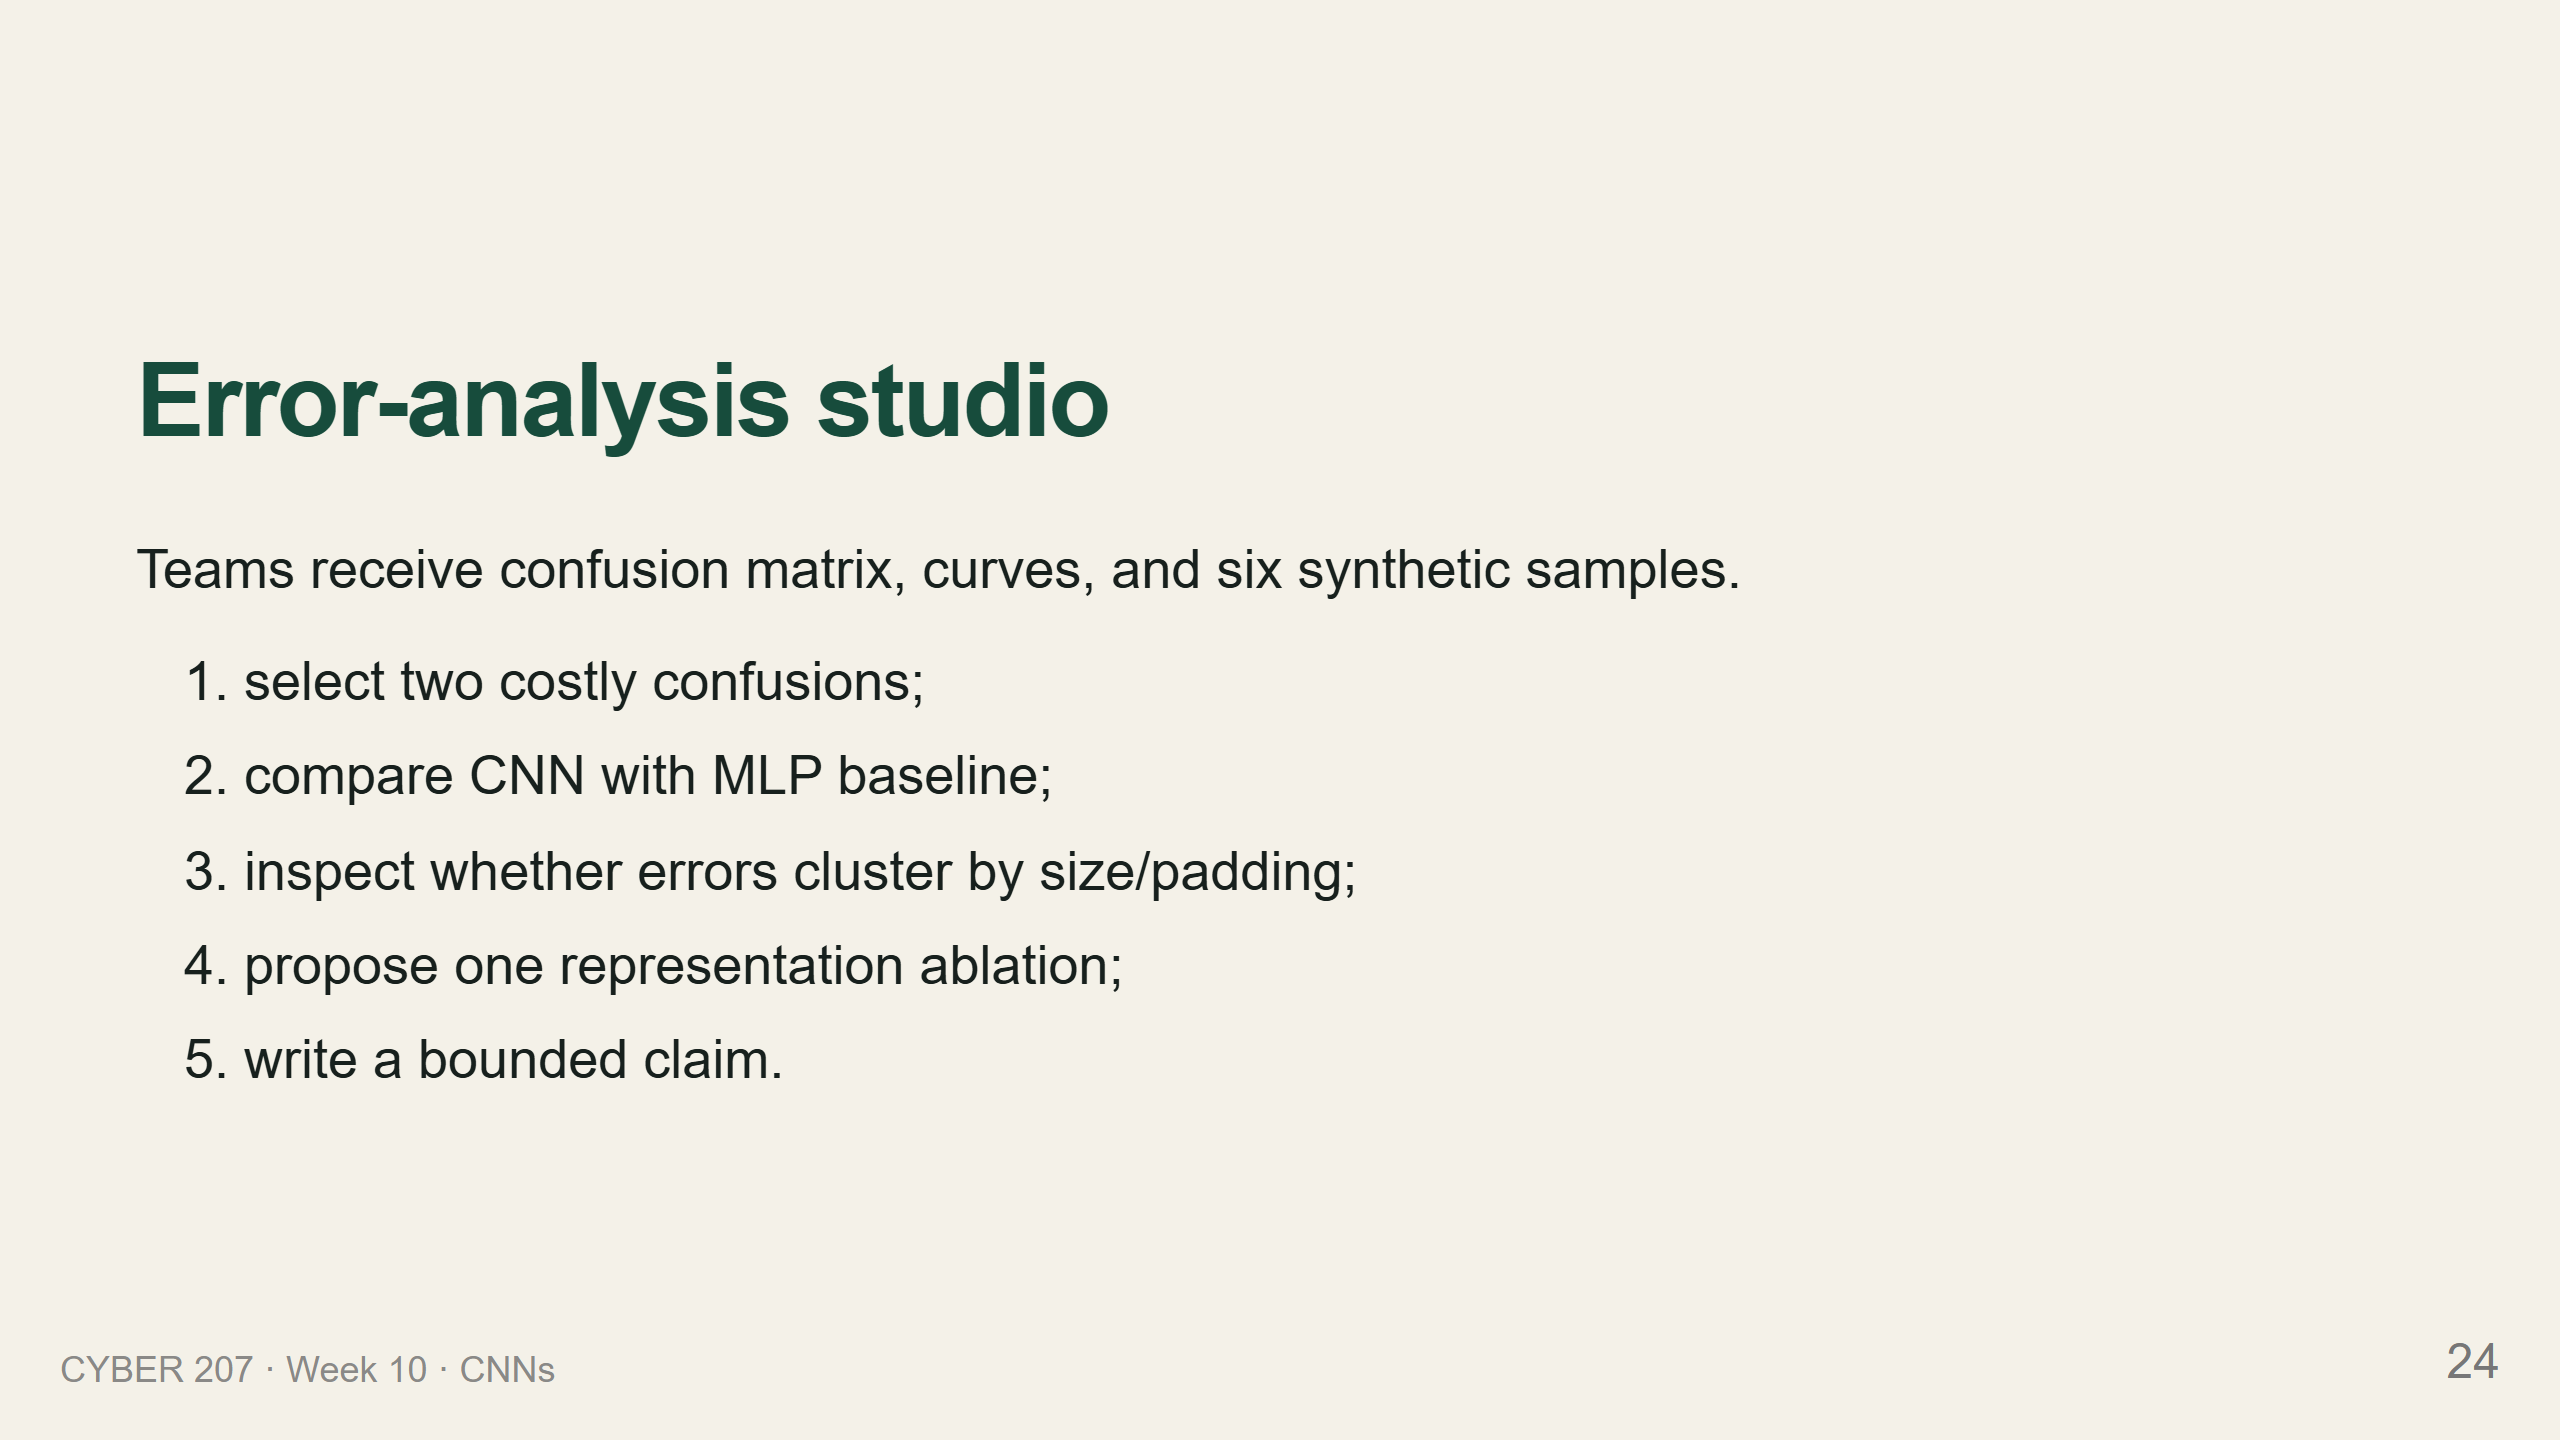 Error-analysis studio
Teams receive confusion matrix, curves, and six synthetic samples.
1. select two costly confusions;
2. compare CNN with MLP baseline;
3. inspect whether errors cluster by size/padding;
4. propose one representation ablation;
5. write a bounded claim.
CYBER 207 · Week 10 · CNNs
24